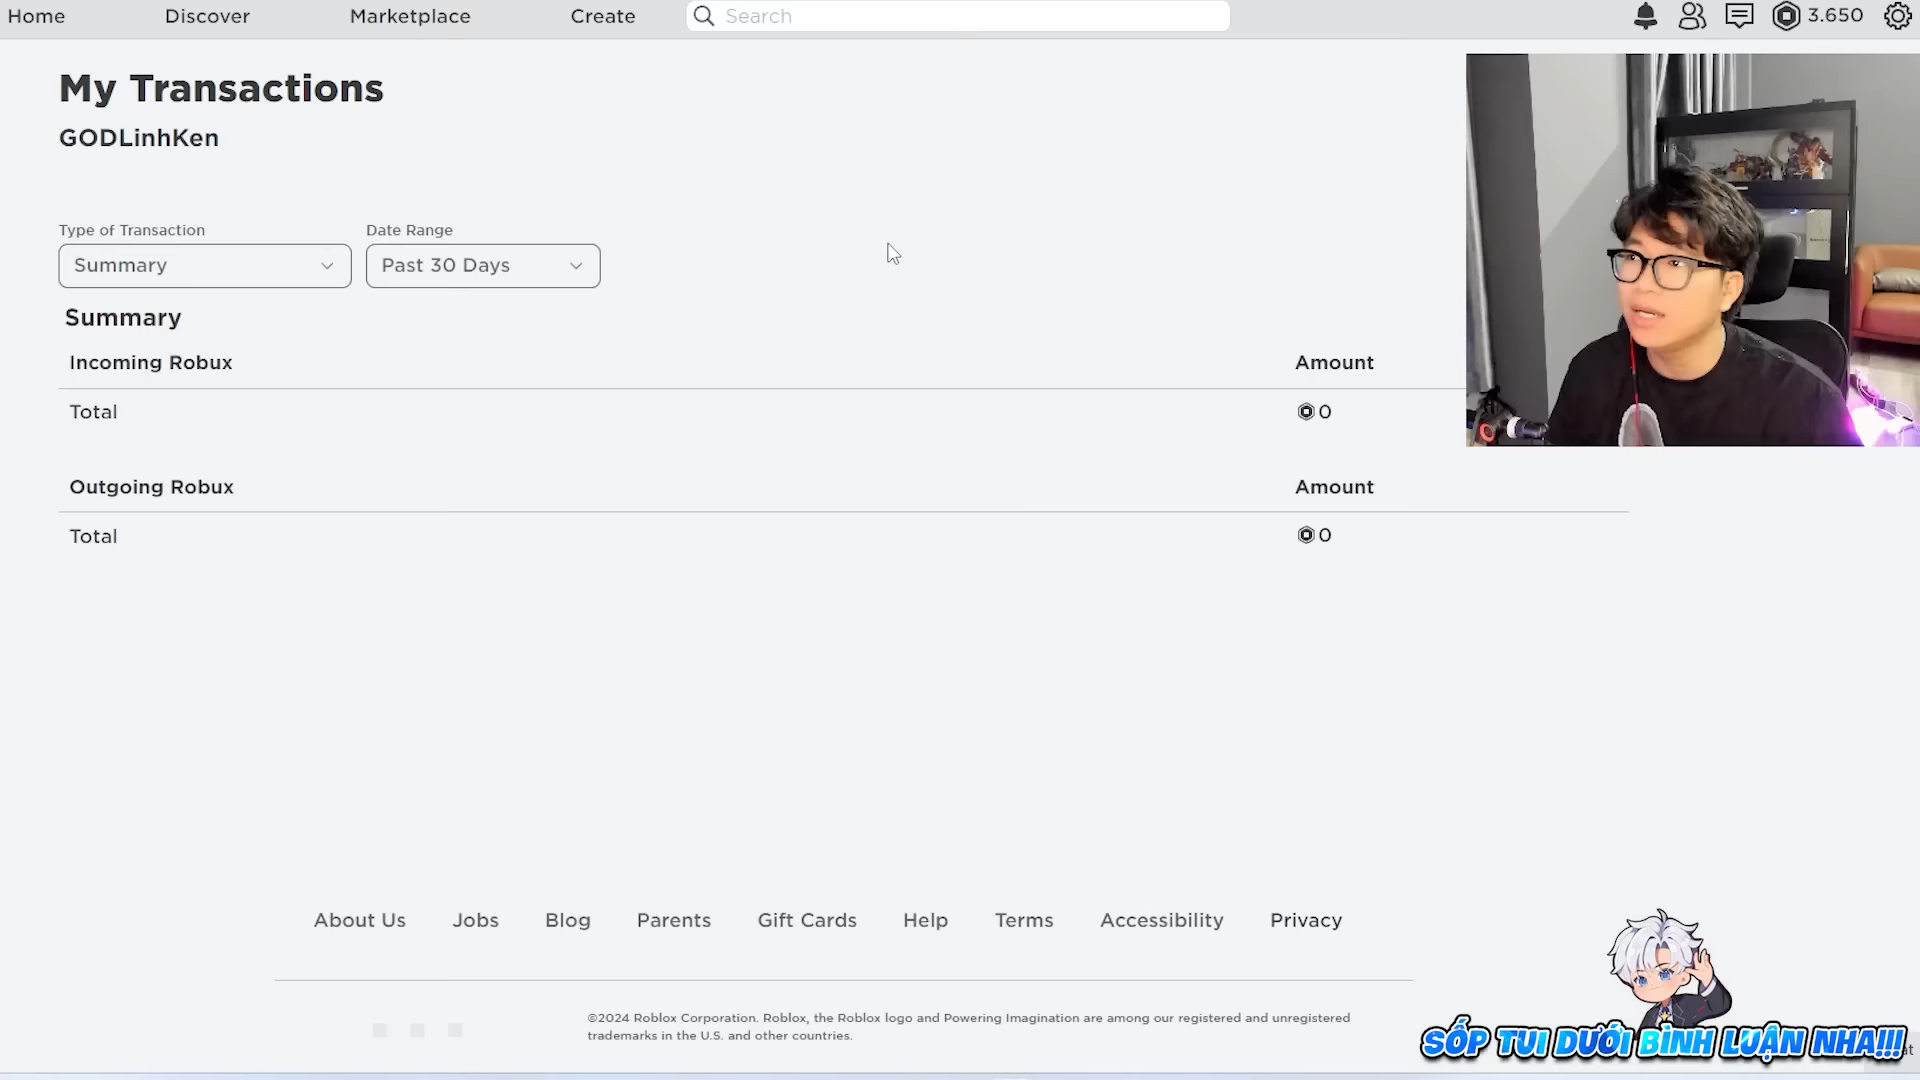 Home Discover Marketplace Create Search 3.650
My Transactions
GODLinhKen
Type of Transaction Date Range
Summary Past 30 Days
Summary
Incoming Robux Amount
Total 0
Outgoing Robux Amount
Total 0
About Us Jobs Blog Parents Gift Cards Help Terms Accessibility Privacy
©2024 Roblox Corporation. Roblox, the Roblox logo and Powering Imagination are among our registered and unregistered
trademarks in the U.S. and other countries.
SỐP TUI DƯỚI BÌNH LUẬN NHA!!!